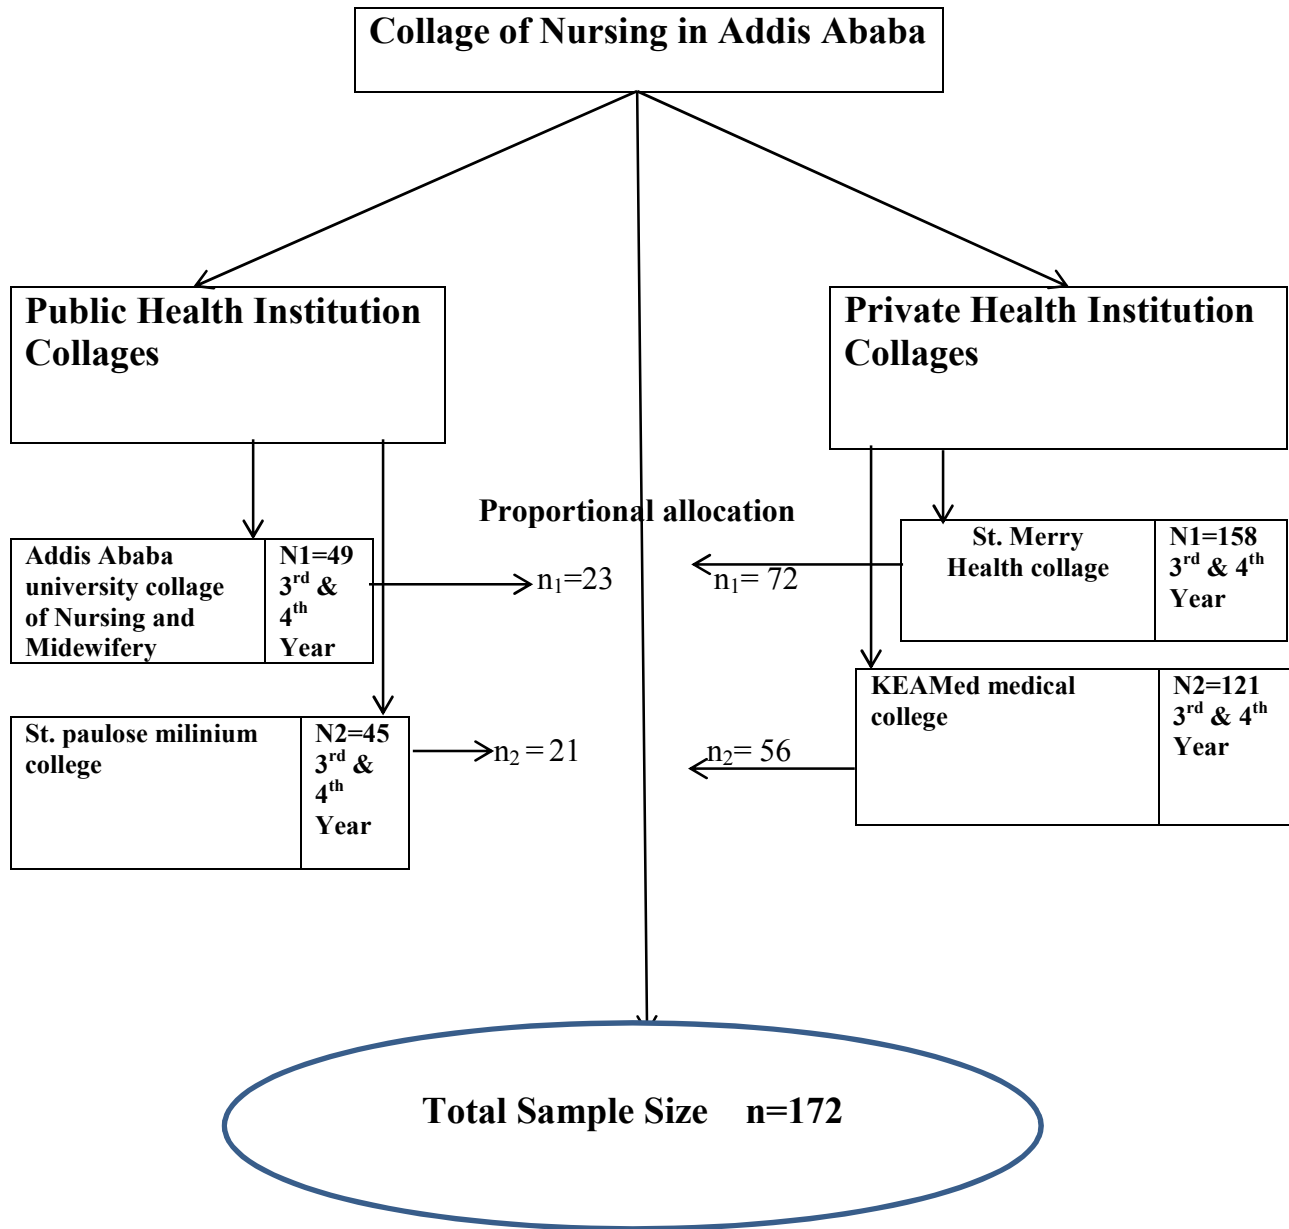 Collage of Nursing in Addis Ababa
Public Health Institution
Collages
Private Health Institution
Collages
Proportional allocation
Addis Ababa
university collage
of Nursing and
Midewifery
N1=49
3rd &
4th
Year
n1=23
n1= 72
St. Merry
Health collage
N1=158
3rd & 4th
Year
St. paulose milinium
college
N2=45
3rd &
4th
Year
n2 = 21
n2= 56
KEAMed medical
college
N2=121
3rd & 4th
Year
Total Sample Size n=172